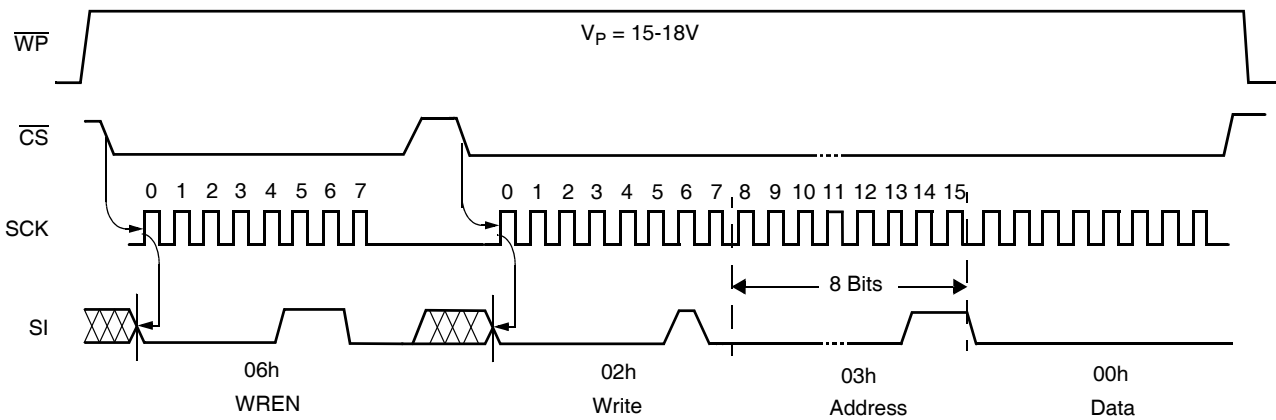 WP
VP = 15-18V
CS
0 1 2 3 4 5 6 7 0 1 2 3 4 5 6 7 8 9 10 11 12 13 14 15
SCK
8 Bits
SI
06h 02h 03h 00h
WREN Write Address Data